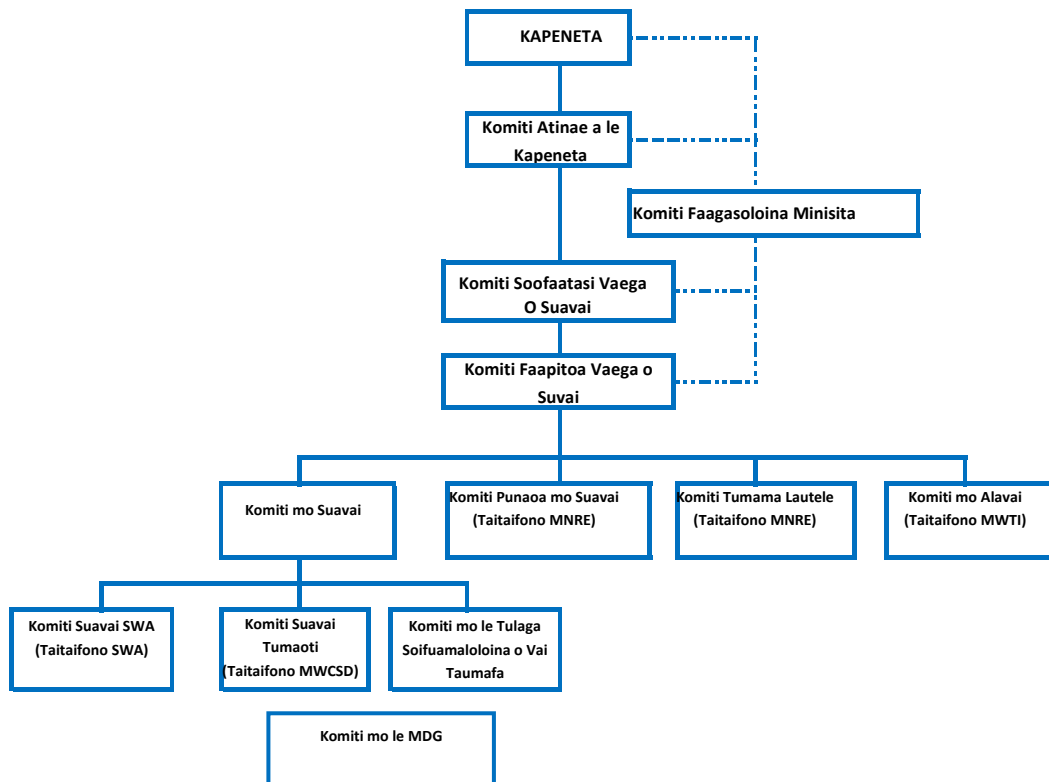 KAPENETA
Komiti Atinae a le
Kapeneta
Komiti Faagasoloina Minisita
Komiti Soofaatasi Vaega
O Suavai
Komiti Faapitoa Vaega o
Suvai
Komiti mo Suavai
Komiti Punaoa mo Suavai
(Taitaifono MNRE)
Komiti Tumama Lautele
(Taitaifono MNRE)
Komiti mo Alavai
(Taitaifono MWTI)
Komiti Suavai SWA
(Taitaifono SWA)
Komiti Suavai
Tumaoti
(Taitaifono MWCSD)
Komiti mo le Tulaga
Soifuamaloloina o Vai
Taumafa
Komiti mo le MDG